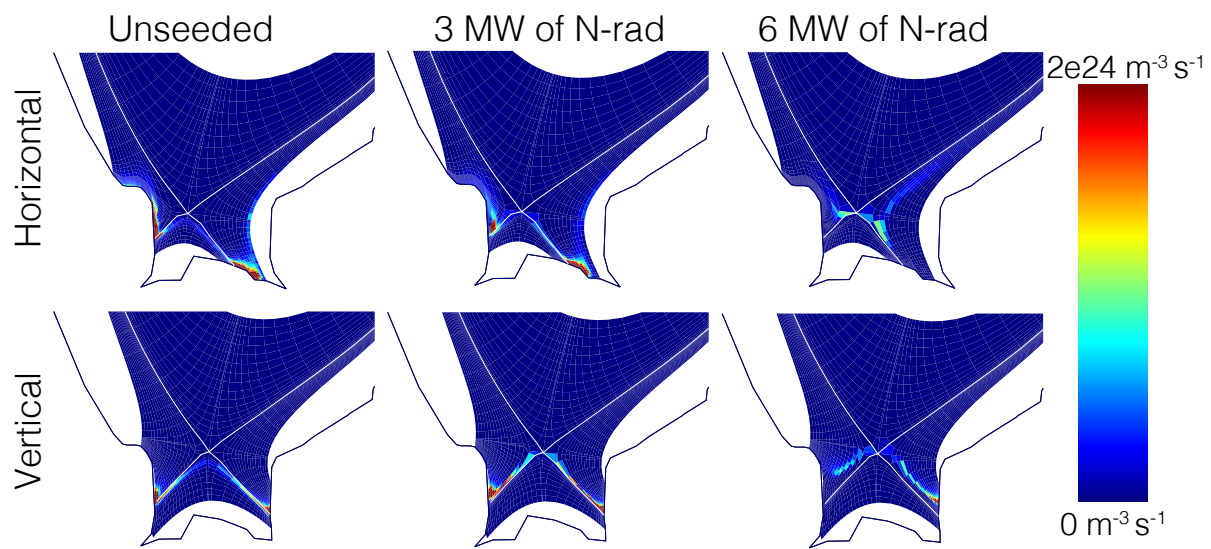 Unseeded
3 MW of N-rad
6 MW of N-rad
2e24 m⁻³ s⁻¹
Horizontal
Vertical
0 m⁻³ s⁻¹